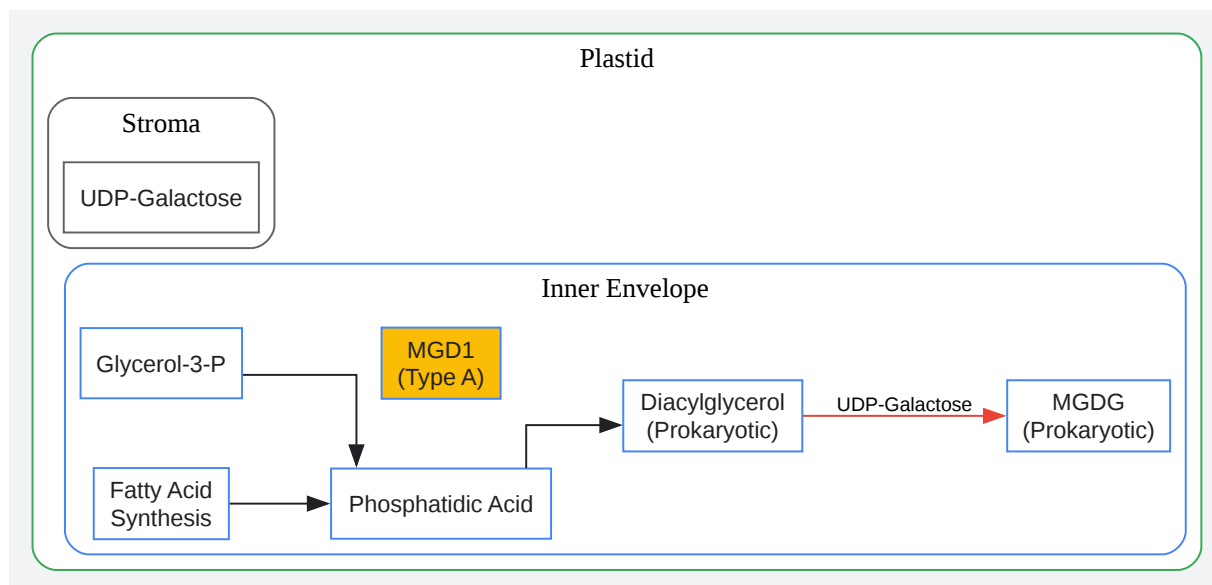 Plastid
Stroma
UDP-Galactose
Inner Envelope
Glycerol-3-P
MGD1
(Type A)
Diacylglycerol
(Prokaryotic)
UDP-Galactose
MGDG
(Prokaryotic)
Fatty Acid
Synthesis
Phosphatidic Acid